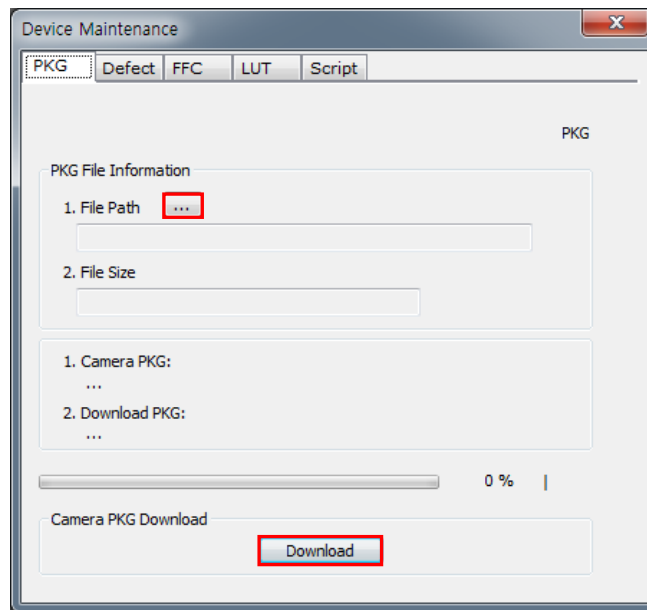 Device Maintenance
PKG Defect FFC LUT Script
PKG
PKG File Information
1. File Path ...
2. File Size
1. Camera PKG:
...
2. Download PKG:
...
0 %
Camera PKG Download
Download